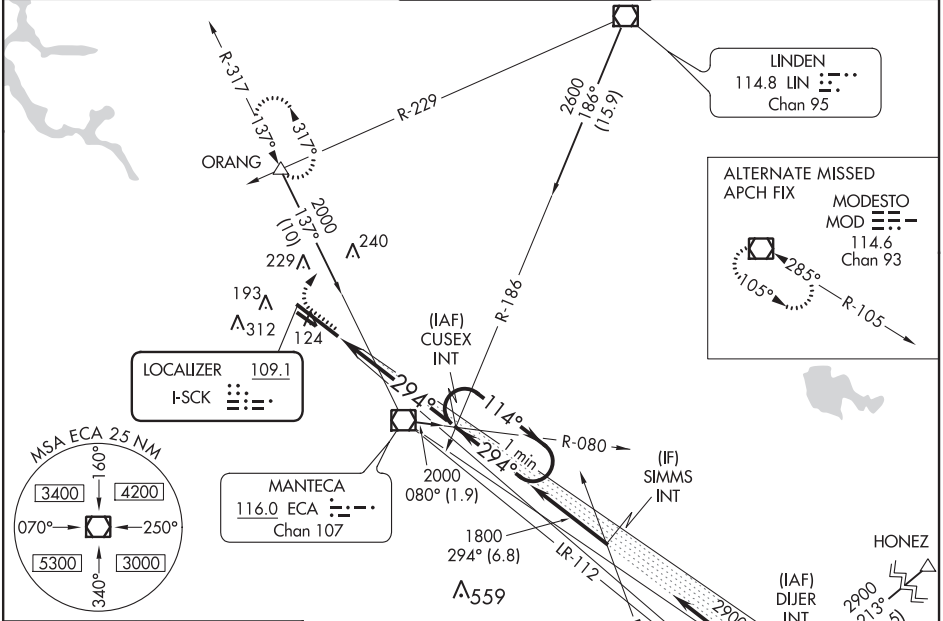 LINDEN
114.8 LIN
Chan 95
R-317
137°
317°
R-229
2600
186°
(15.9)
ORANG
2000
137°
(10)
240
229
193
312
124
R-186
ALTERNATE MISSED
APCH FIX
MODESTO
MOD
114.6
Chan 93
285°
105°
R-105
(IAF)
CUSEX
INT
LOCALIZER 109.1
I-SCK
294°
114°
1 min
294°
R-080
(IF)
SIMMS
INT
MSA ECA 25 NM
160°
3400
4200
070°
250°
5300
3000
340°
MANTECA
116.0 ECA
Chan 107
2000
080° (1.9)
1800
294° (6.8)
LR-112
559
HONEZ
2900
213°
(IAF)
DIJER
INT
2900